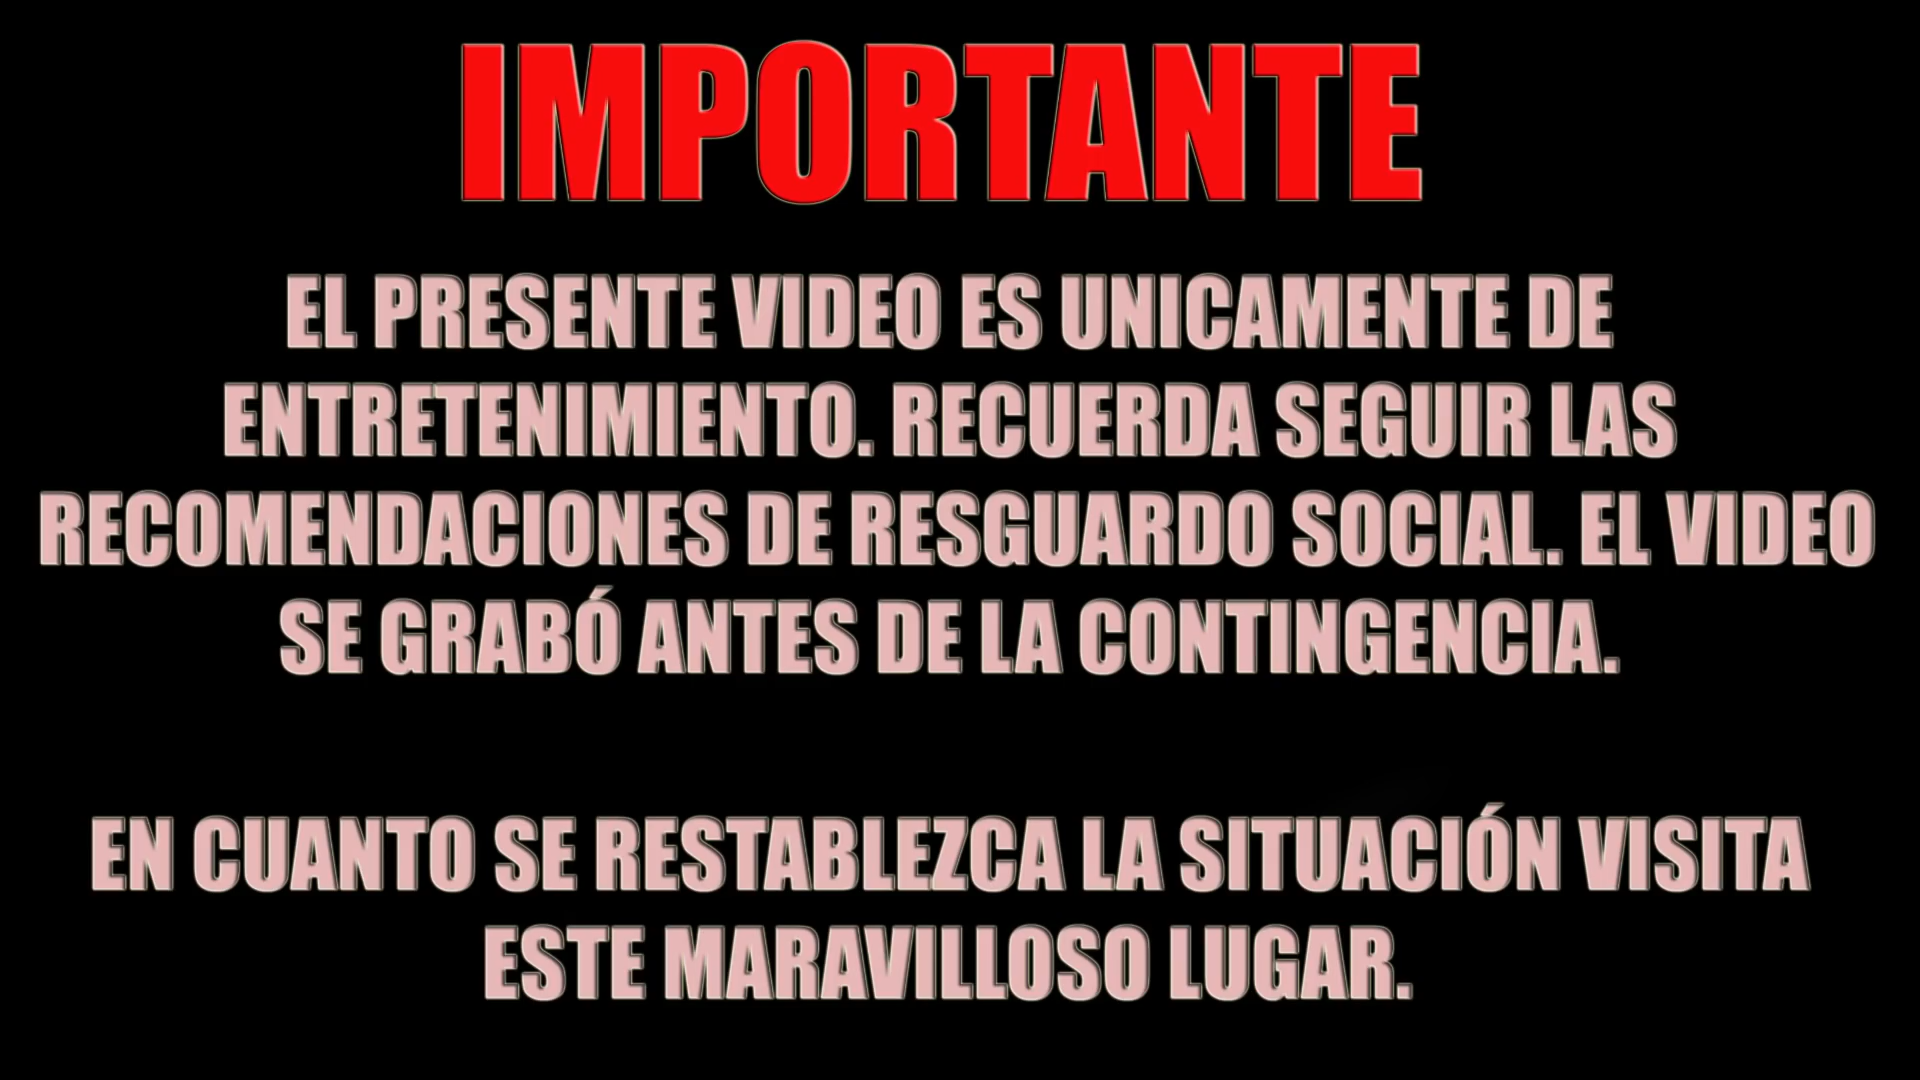 IMPORTANTE
EL PRESENTE VIDEO ES UNICAMENTE DE
ENTRETENIMIENTO. RECUERDA SEGUIR LAS
RECOMENDACIONES DE RESGUARDO SOCIAL. EL VIDEO
SE GRABÓ ANTES DE LA CONTINGENCIA.
EN CUANTO SE RESTABLEZCA LA SITUACIÓN VISITA
ESTE MARAVILLOSO LUGAR.